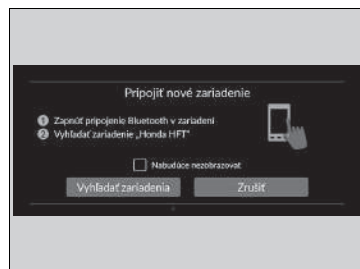 Pripojiť nové zariadenie
1 Zapnúť pripojenie Bluetooth v zariadení
2 Vyhľadať zariadenie „Honda HFT"
Nabudúce nezobrazovať
Vyhľadať zariadenia
Zrušiť